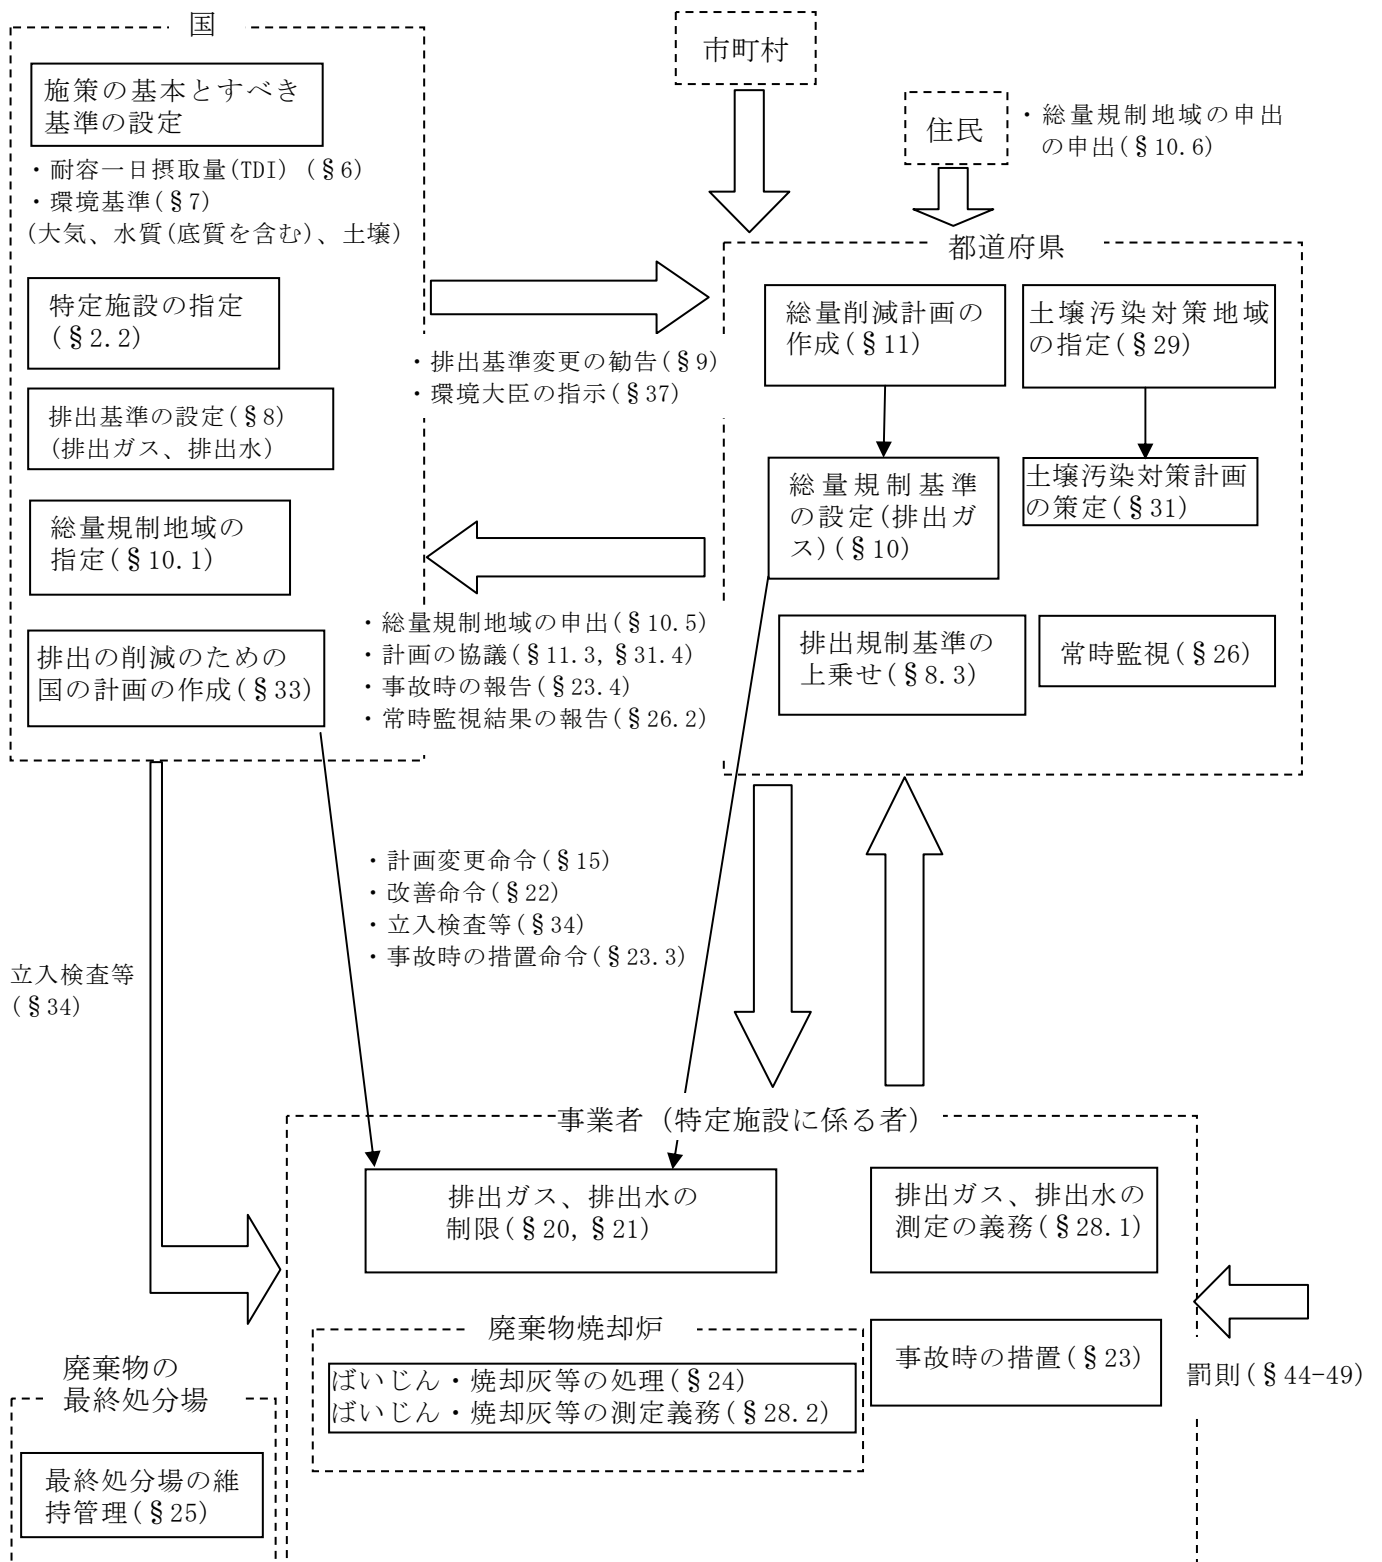 国
施策の基本とすべき
基準の設定
・耐容一日摂取量(TDI) (§6)
・環境基準(§7)
(大気、水質(底質を含む)、土壌)
特定施設の指定
(§2.2)
排出基準の設定(§8)
(排出ガス、排出水)
総量規制地域の
指定(§10.1)
排出の削減のための
国の計画の作成(§33)
市町村
住民
・総量規制地域の申出
の申出(§10.6)
・排出基準変更の勧告(§9)
・環境大臣の指示(§37)
都道府県
総量削減計画の
作成(§11)
土壌汚染対策地域
の指定(§29)
総量規制基準
の設定(排出ガ
ス)(§10)
土壌汚染対策計画
の策定(§31)
排出規制基準の
上乗せ(§8.3)
常時監視(§26)
・総量規制地域の申出(§10.5)
・計画の協議(§11.3,§31.4)
・事故時の報告(§23.4)
・常時監視結果の報告(§26.2)
・計画変更命令(§15)
・改善命令(§22)
・立入検査等(§34)
・事故時の措置命令(§23.3)
立入検査等
(§34)
事業者（特定施設に係る者）
排出ガス、排出水の
制限(§20,§21)
排出ガス、排出水の
測定の義務(§28.1)
廃棄物焼却炉
ばいじん・焼却灰等の処理(§24)
ばいじん・焼却灰等の測定義務(§28.2)
事故時の措置(§23)
罰則(§44-49)
廃棄物の
最終処分場
最終処分場の維
持管理(§25)